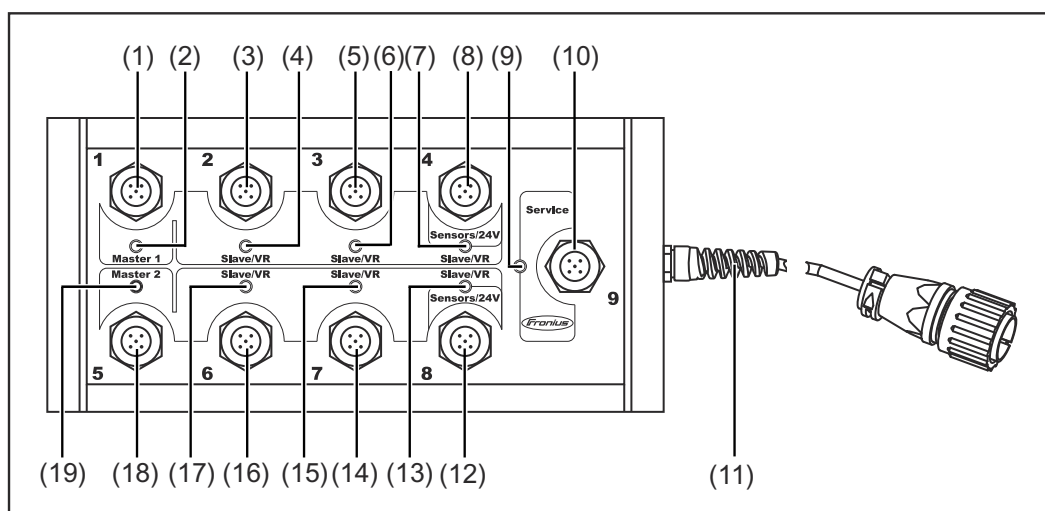 (1) (2) (3) (4) (5) (6) (7) (8) (9) (10)
1 2 3 4
Service
Sensors/24V
Master 1 Slave/VR Slave/VR Slave/VR
Master 2 Slave/VR Slave/VR Slave/VR
Sensors/24V
9
Fronius
5 6 7 8
(19) (18) (17) (16) (15) (14) (13) (12) (11)